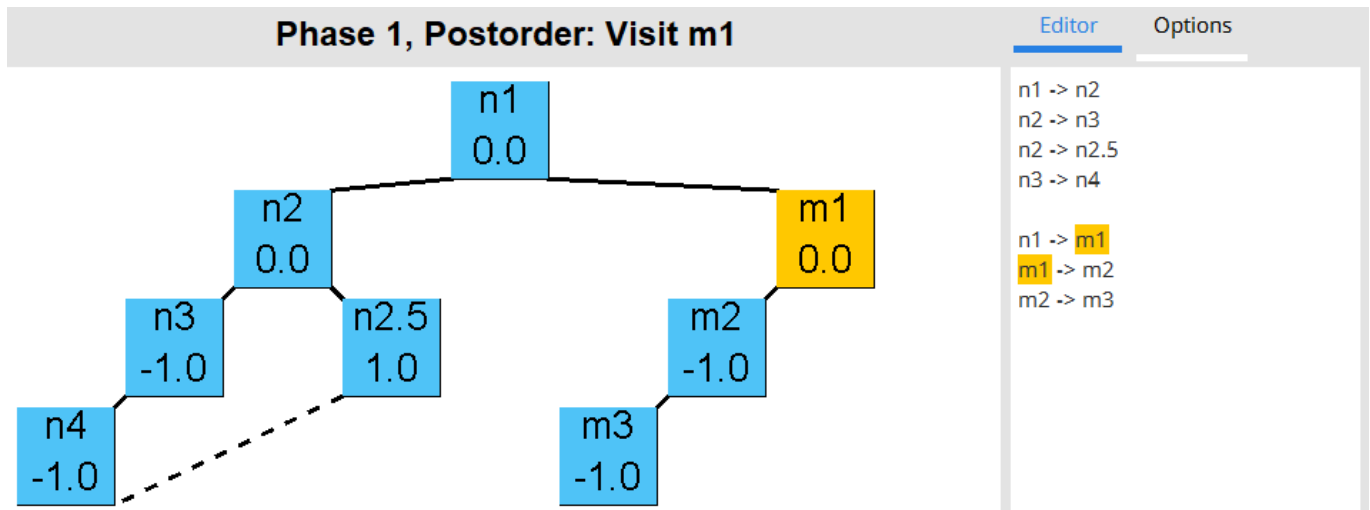 Phase 1, Postorder: Visit m1
Editor
Options
n1
0.0
n2
0.0
m1
0.0
n3
-1.0
n2.5
1.0
m2
-1.0
n4
-1.0
m3
-1.0
n1 -> n2
n2 -> n3
n2 -> n2.5
n3 -> n4
n1 -> m1
m1 -> m2
m2 -> m3